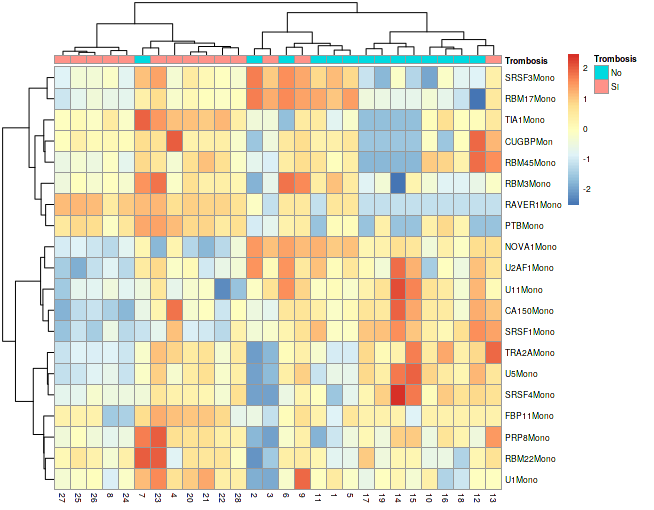 Trombosis
Trombosis
No
SI
2
1
0
-1
-2
SRSF3Mono
RBM17Mono
TIA1Mono
CUGBPMon
RBM45Mono
RBM3Mono
RAVER1Mono
PTBMono
NOVA1Mono
U2AF1Mono
U11Mono
CA150Mono
SRSF1Mono
TRA2AMono
U5Mono
SRSF4Mono
FBP11Mono
PRP8Mono
RBM22Mono
U1Mono
27 25 26 8 24 7 23 4 20 21 22 28 2 3 6 9 11 1 5 17 19 14 15 10 16 18 12 13